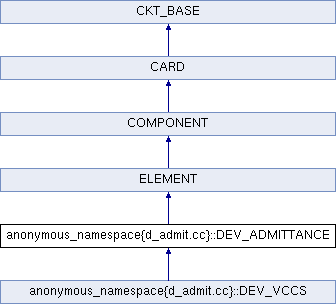 CKT_BASE
CARD
COMPONENT
ELEMENT
anonymous_namespace{d_admit.cc}::DEV_ADMITTANCE
anonymous_namespace{d_admit.cc}::DEV_VCCS